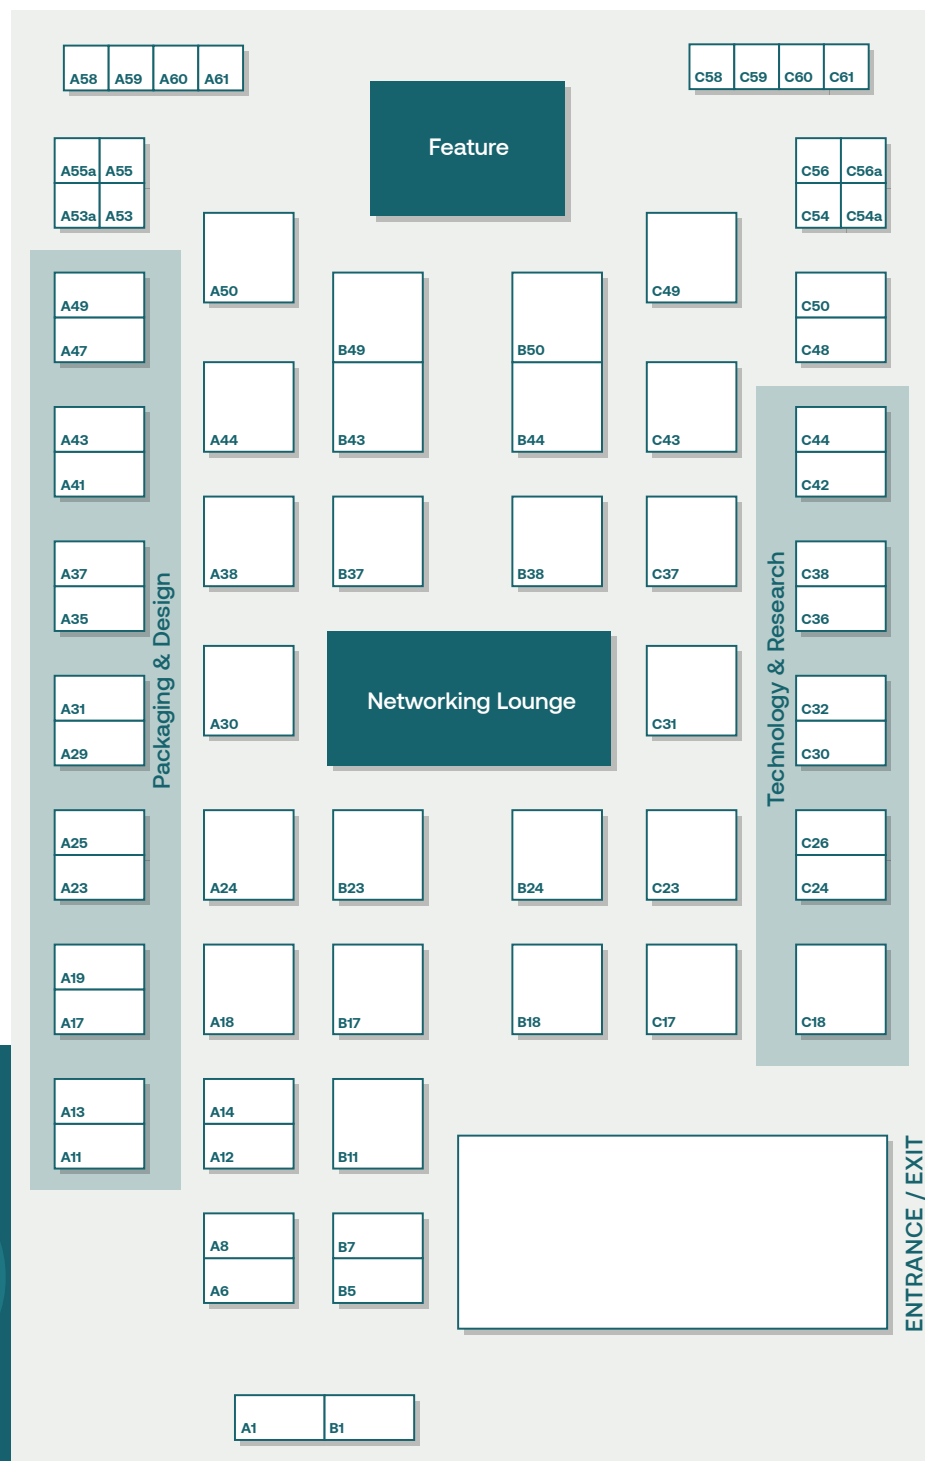 A58 A59 A60 A61
C58 C59 C60 C61
Feature
A55a A55
A53a A53
C56 C56a
C54 C54a
A50
C49
A49
A47
B49
B50
C50
C48
A44
B43
B44
C43
A43
A41
C44
C42
A38
B37
B38
C37
A37
A35
C38
C36
Packaging & Design
Technology & Research
Networking Lounge
A30
C31
A31
A29
C32
C30
A25
A23
A24
B23
B24
C23
C26
C24
A19
A17
A18
B17
B18
C17
C18
A13
A11
A14
A12
B11
ENTRANCE / EXIT
A8
A6
B7
B5
A1 B1